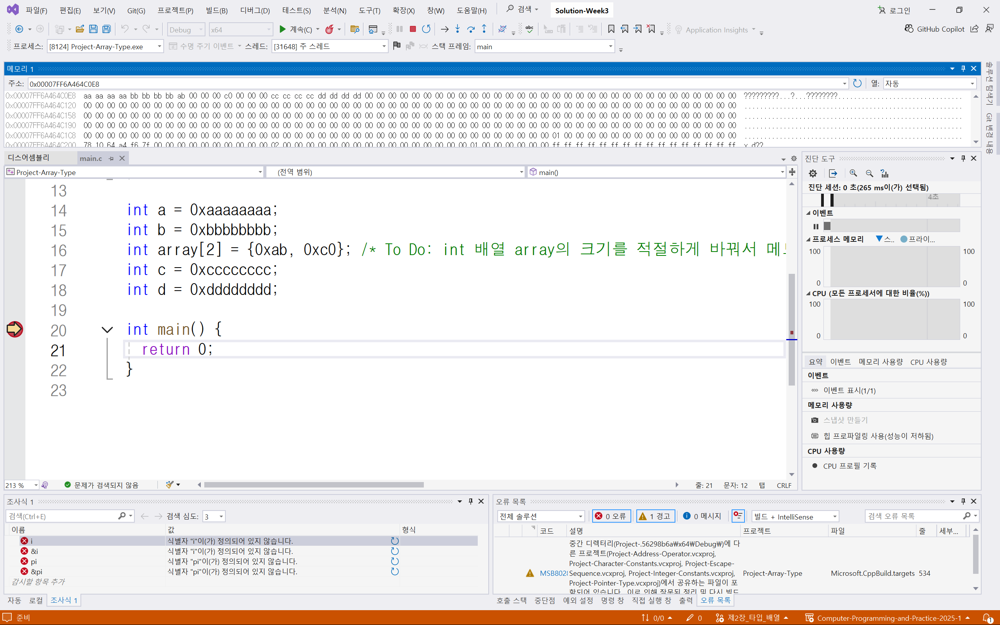 파일(F) 편집(E) 보기(V) Git(G) 프로젝트(P) 빌드(B) 디버그(D) 테스트(S) 분석(N) 도구(T) 확장(X) 창(W) 도움말(H) 검색 Solution-Week3 로그인
Debug x64 계속(C) Application Insights GitHub Copilot
프로세스: [8124] Project-Array-Type.exe 수명 주기 이벤트 스레드: [31648] 주 스레드 스택 프레임: main
메모리 1
주소: 0x00007FF6A464C0E8 열: 자동
0x00007FF6A464C0E8 aa aa aa aa bb bb bb bb ab 00 00 00 c0 00 00 00 cc cc cc cc dd dd dd dd 00 00 00 00 00 00 00 00 00 00 00 00 00 00 00 00 00 00 00 00 00 00 00 00 00 00 00 00 00 00 00 00 ?????????...?...????????................................
0x00007FF6A464C120 00 00 00 00 00 00 00 00 00 00 00 00 00 00 00 00 00 00 00 00 00 00 00 00 00 00 00 00 00 00 00 00 00 00 00 00 00 00 00 00 00 00 00 00 00 00 00 00 00 00 00 00 00 00 00 00 ........................................................
0x00007FF6A464C158 00 00 00 00 00 00 00 00 00 00 00 00 00 00 00 00 00 00 00 00 00 00 00 00 00 00 00 00 00 00 00 00 00 00 00 00 00 00 00 00 00 00 00 00 00 00 00 00 00 00 00 00 00 00 00 00 ........................................................
0x00007FF6A464C190 00 00 00 00 00 00 00 00 00 00 00 00 00 00 00 00 00 00 00 00 00 00 00 00 00 00 00 00 00 00 00 00 00 00 00 00 00 00 00 00 00 00 00 00 00 00 00 00 00 00 00 00 00 00 00 00 ........................................................
0x00007FF6A464C1C8 00 00 00 00 00 00 00 00 00 00 00 00 00 00 00 00 00 00 00 00 00 00 00 00 00 00 00 00 00 00 00 00 00 00 00 00 00 00 00 00 01 00 00 00 00 00 00 00 00 00 00 00 00 00 00 00 ........................................................
0x00007FF6A464C200 78 10 64 a4 f6 7f 00 00 00 00 00 00 00 00 00 00 02 00 00 00 00 00 00 00 00 00 00 00 00 00 00 00 00 01 00 00 00 00 00 00 ff ff ff ff ff ff ff ff ff ff ff ff ff ff ff ff x.d??
솔루션 탐색기
Git 변경 내용
디스어셈블리 main.c
Project-Array-Type (전역 범위) main()
13
14 int a = 0xaaaaaaaa;
15 int b = 0xbbbbbbbb;
16 int array[2] = {0xab, 0xc0}; /* To Do: int 배열 array의 크기를 적절하게 바꿔서
17 int c = 0xcccccccc;
18 int d = 0xdddddddd;
19
20 int main() {
21 return 0;
22 }
23
213 % 문제가 검색되지 않음 줄: 21 문자: 12 탭 CRLF
진단 도구
진단 세션: 0 초(265 ms이(가) 선택됨)
4초
이벤트
프로세스 메모리 스.. 프라이...
100 100
0 0
CPU (모든 프로세서에 대한 비율(%))
100 100
0 0
요약 이벤트 메모리 사용량 CPU 사용량
이벤트
이벤트 표시(1/1)
메모리 사용량
스냅샷 만들기
힙 프로파일링 사용(성능이 저하됨)
CPU 사용량
CPU 프로필 기록
조사식 1
검색(Ctrl+E) 검색 심도: 3
이름 값 형식
i 식별자 "i"이(가) 정의되어 있지 않습니다.
&i 식별자 "i"이(가) 정의되어 있지 않습니다.
pi 식별자 "pi"이(가) 정의되어 있지 않습니다.
&pi 식별자 "pi"이(가) 정의되어 있지 않습니다.
감시할 항목 추가
자동 로컬 조사식 1
오류 목록
전체 솔루션 0 오류 1 경고 0 메시지 빌드 + IntelliSense 검색 오류 목록
코드 설명 프로젝트 파일 줄 세부...
중간 디렉터리(Project-.56298b6a₩x64₩Debug₩)에 다
른 프로젝트(Project-Address-Operator.vcxproj,
Project-Character-Constants.vcxproj, Project-Escape-
MSB802 Sequence.vcxproj, Project-Integer-Constants.vcxproj, Project-Array-Type Microsoft.CppBuild.targets 534
Project-Pointer-Type.vcxproj)에서 공유하는 파일이 포
함되어 있습니다. 이로 인해 잘못된 정리 및 다시 빌드
호출 스택 중단점 예외 설정 명령 창 직접 실행 창 출력 오류 목록
준비 0/0 0 제2장_타입_배열 Computer-Programming-and-Practice-2025-1 1